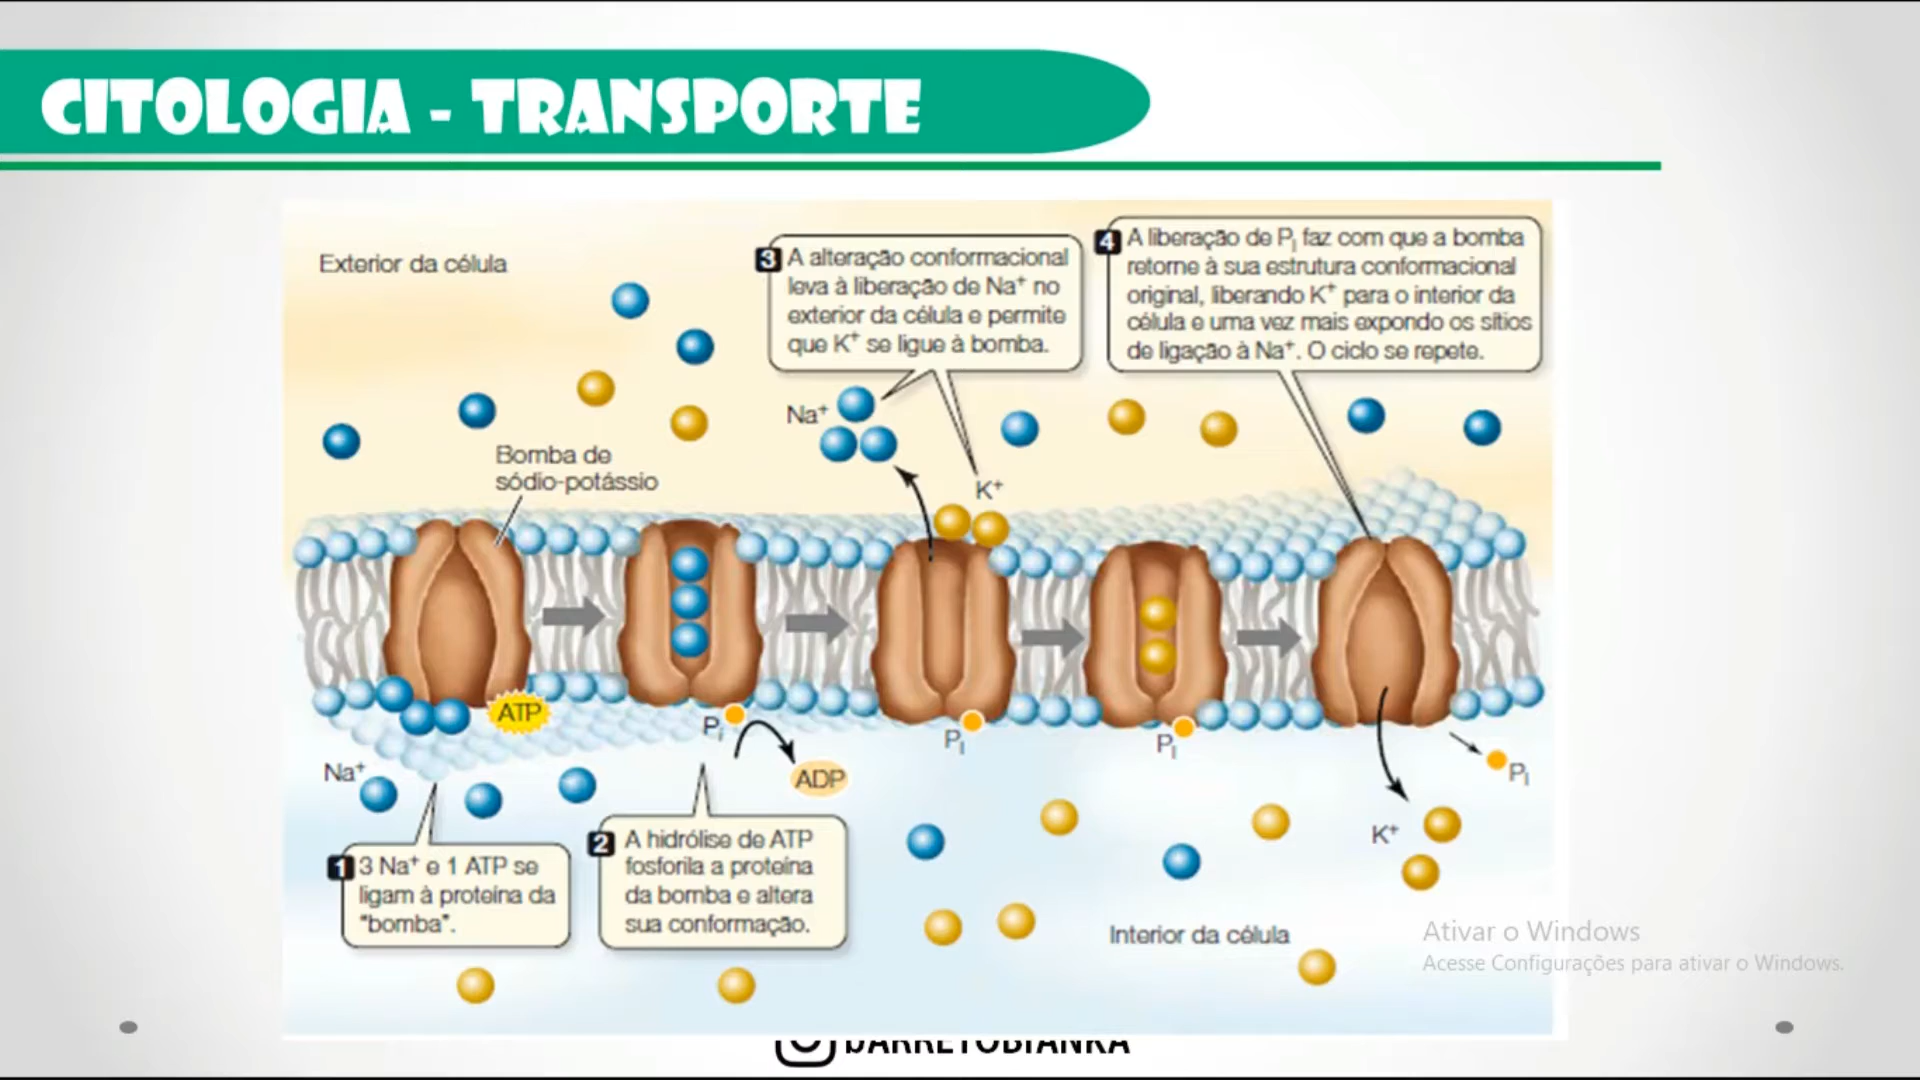 CITOLOGIA - TRANSPORTE
Exterior da célula
3 A alteração conformacional
leva à liberação de Na⁺ no
exterior da célula e permite
que K⁺ se ligue à bomba.
4 A liberação de Pᵢ faz com que a bomba
retorne à sua estrutura conformacional
original, liberando K⁺ para o interior da
célula e uma vez mais expondo os sítios
de ligação à Na⁺. O ciclo se repete.
Na⁺
Bomba de
sódio-potássio
K⁺
ATP
Pᵢ
Pᵢ
Pᵢ
Na⁺
ADP
Pᵢ
1 3 Na⁺ e 1 ATP se
ligam à proteína da
"bomba".
2 A hidrólise de ATP
fosforila a proteína
da bomba e altera
sua conformação.
K⁺
Interior da célula
Ativar o Windows
Acesse Configurações para ativar o Windows.
BARRETOBIANKA